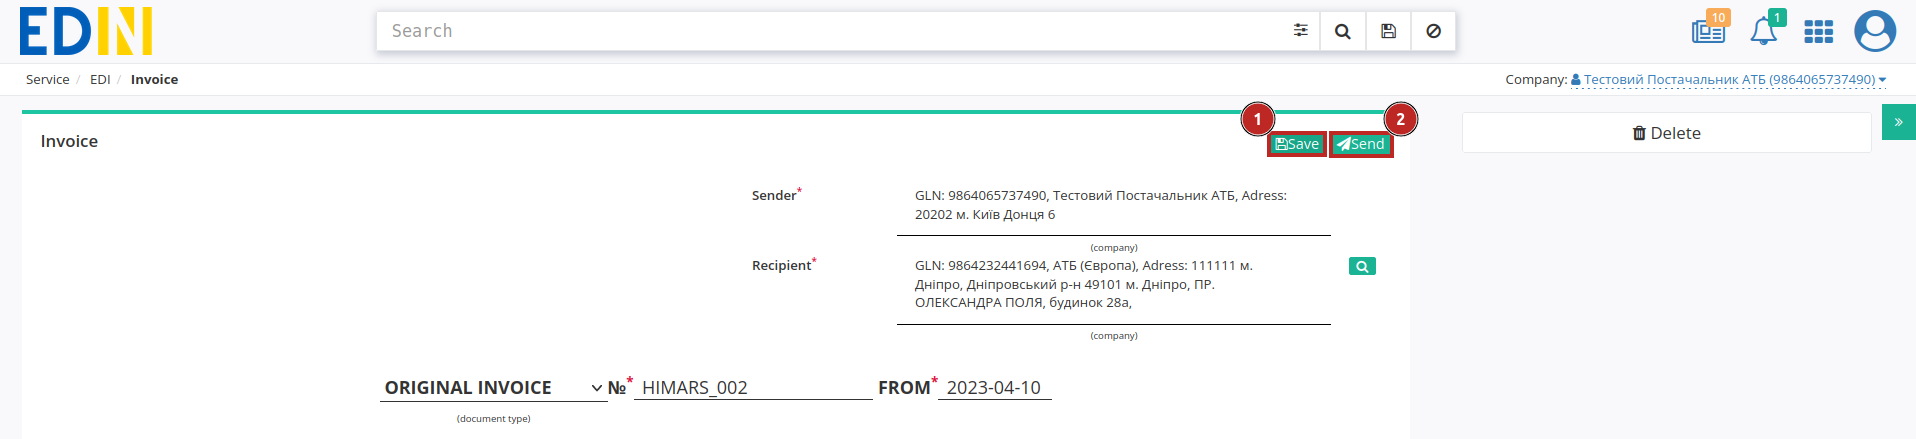 EDIN
Search
10
1
Service / EDI / Invoice
Company: Тестовий Постачальник АТБ (9864065737490)
1
2
»
Invoice
Save
Send
Delete
Sender*
GLN: 9864065737490, Тестовий Постачальник АТБ, Adress:
20202 м. Київ Донця 6
(company)
Recipient*
GLN: 9864232441694, АТБ (Європа), Adress: 111111 м.
Дніпро, Дніпровський р-н 49101 м. Дніпро, ПР.
ОЛЕКСАНДРА ПОЛЯ, будинок 28а,
(company)
ORIGINAL INVOICE №* HIMARS_002 FROM* 2023-04-10
(document type)